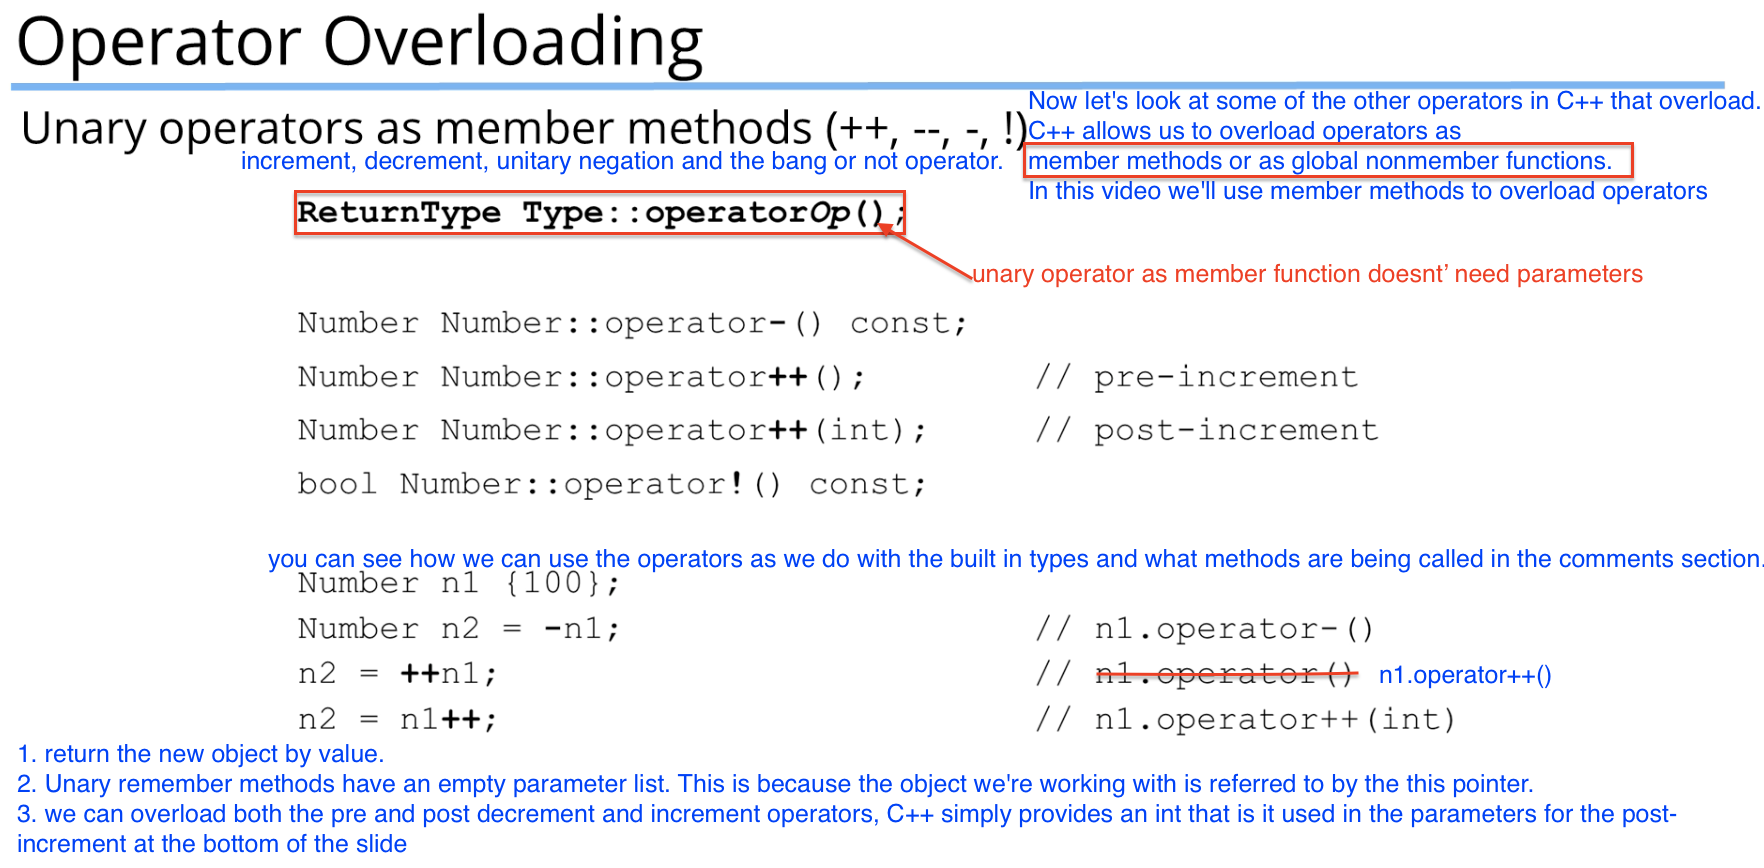 Operator Overloading
Now let's look at some of the other operators in C++ that overload.
Unary operators as member methods (++, --, -, !)
C++ allows us to overload operators as
increment, decrement, unitary negation and the bang or not operator.
member methods or as global nonmember functions.
In this video we'll use member methods to overload operators
ReturnType Type::operatorOp();
unary operator as member function doesnt’ need parameters
Number Number::operator-() const;
Number Number::operator++(); // pre-increment
Number Number::operator++(int); // post-increment
bool Number::operator!() const;
you can see how we can use the operators as we do with the built in types and what methods are being called in the comments section.
Number n1 {100};
Number n2 = -n1; // n1.operator-()
n2 = ++n1; // n1.operator() n1.operator++()
n2 = n1++; // n1.operator++(int)
1. return the new object by value.
2. Unary remember methods have an empty parameter list. This is because the object we're working with is referred to by the this pointer.
3. we can overload both the pre and post decrement and increment operators, C++ simply provides an int that is it used in the parameters for the post-
increment at the bottom of the slide